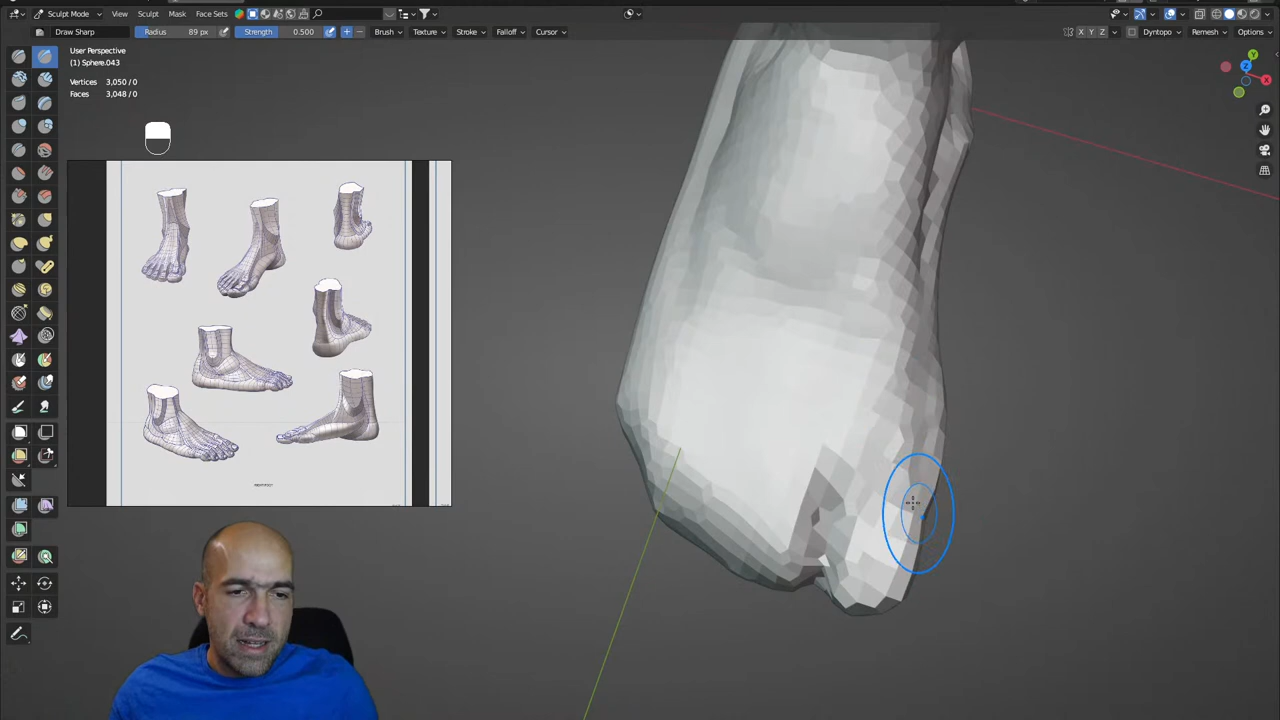 Sculpt Mode View Sculpt Mask Face Sets
Draw Sharp Radius 89 px Strength 0.500 Brush Texture Stroke Falloff Cursor X Y Z Dyntopo Remesh Options
User Perspective
(1) Sphere.043
Vertices 3,050 / 0
Faces 3,048 / 0
Y
Z
X